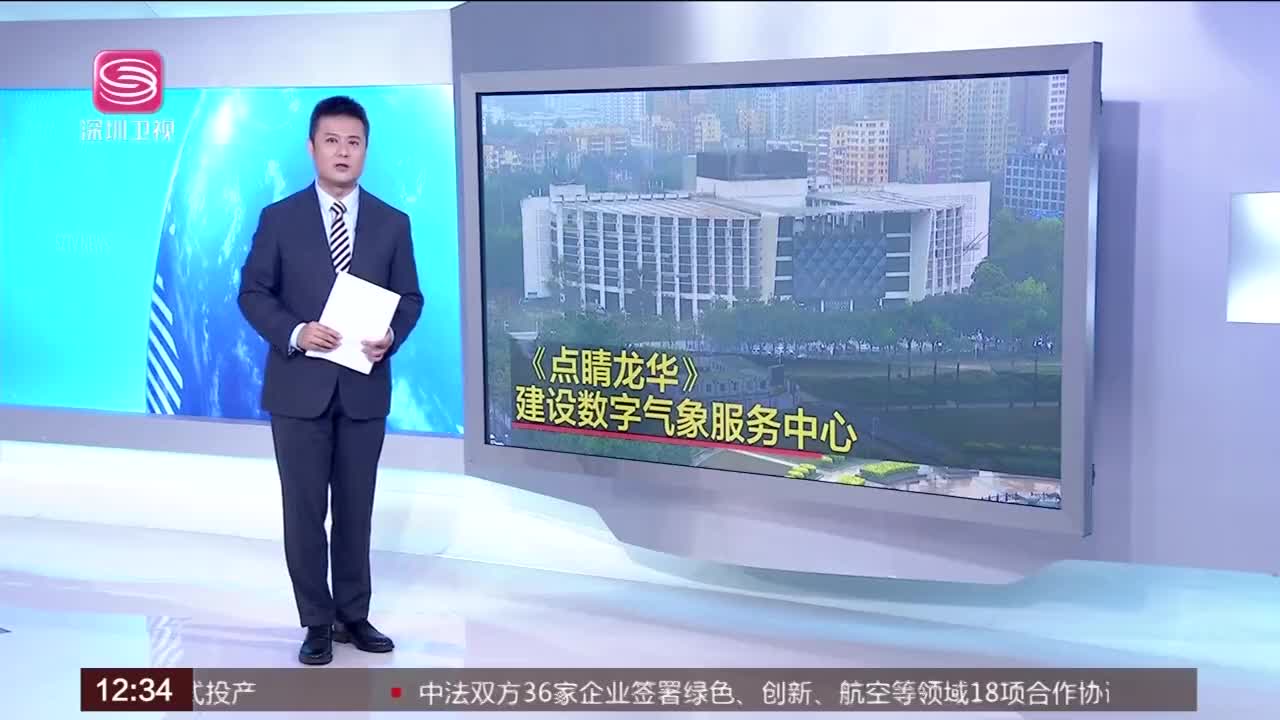 深圳卫视
《点睛龙华》
建设数字气象服务中心
12:34
式投产
中法双方36家企业签署绿色、创新、航空等领域18项合作协议